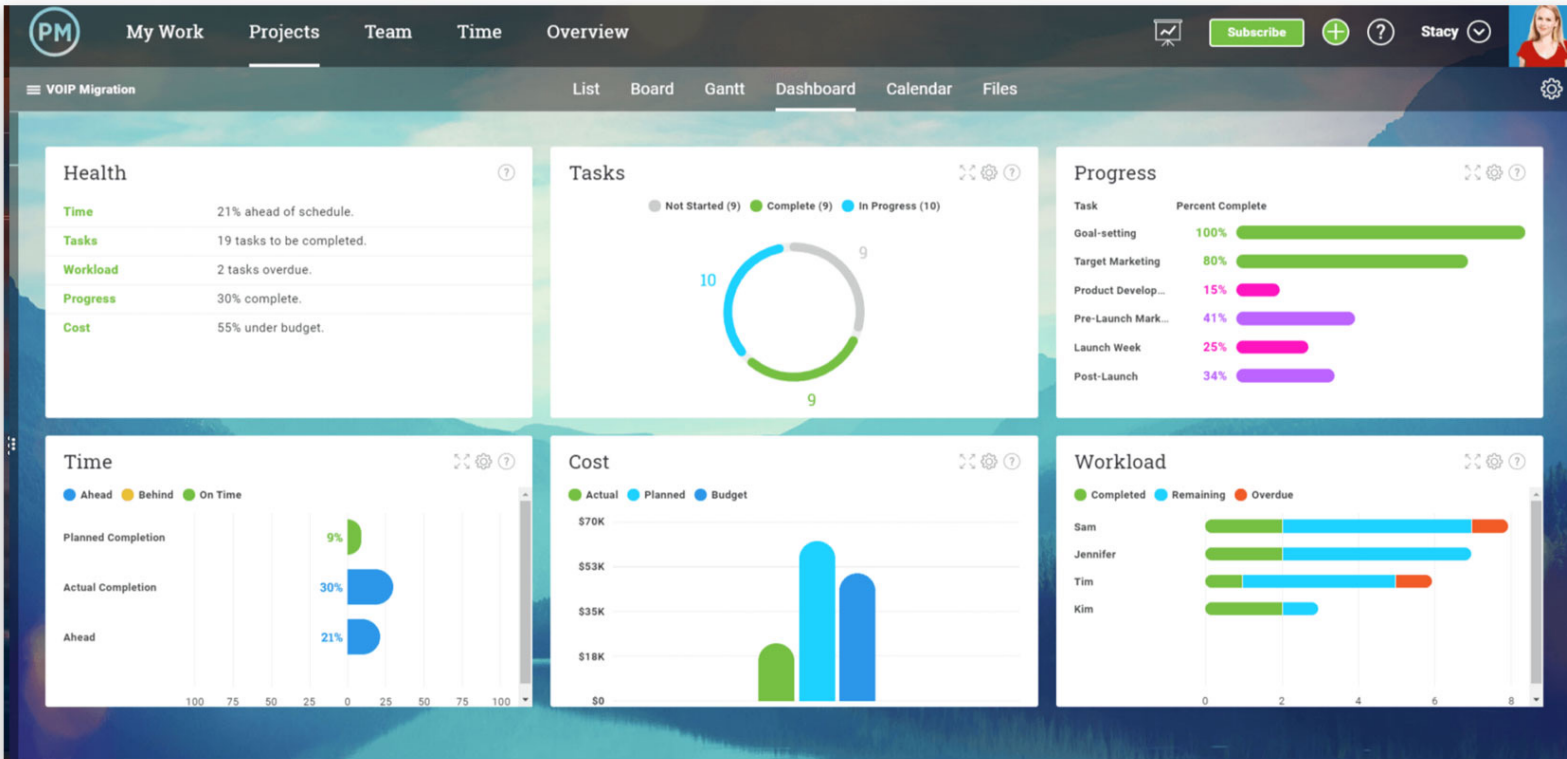 PM My Work Projects Team Time Overview Subscribe ? Stacy
VOIP Migration List Board Gantt Dashboard Calendar Files
Health ?
Time 21% ahead of schedule.
Tasks 19 tasks to be completed.
Workload 2 tasks overdue.
Progress 30% complete.
Cost 55% under budget.
Tasks ?
Not Started (9) Complete (9) In Progress (10)
9
10
9
Progress ?
Task Percent Complete
Goal-setting 100%
Target Marketing 80%
Product Develop... 15%
Pre-Launch Mark... 41%
Launch Week 25%
Post-Launch 34%
Time ?
Ahead Behind On Time
Planned Completion 9%
Actual Completion 30%
Ahead 21%
100 75 50 25 0 25 50 75 100
Cost ?
Actual Planned Budget
$70K
$53K
$35K
$18K
$0
Workload ?
Completed Remaining Overdue
Sam
Jennifer
Tim
Kim
0 2 4 6 8